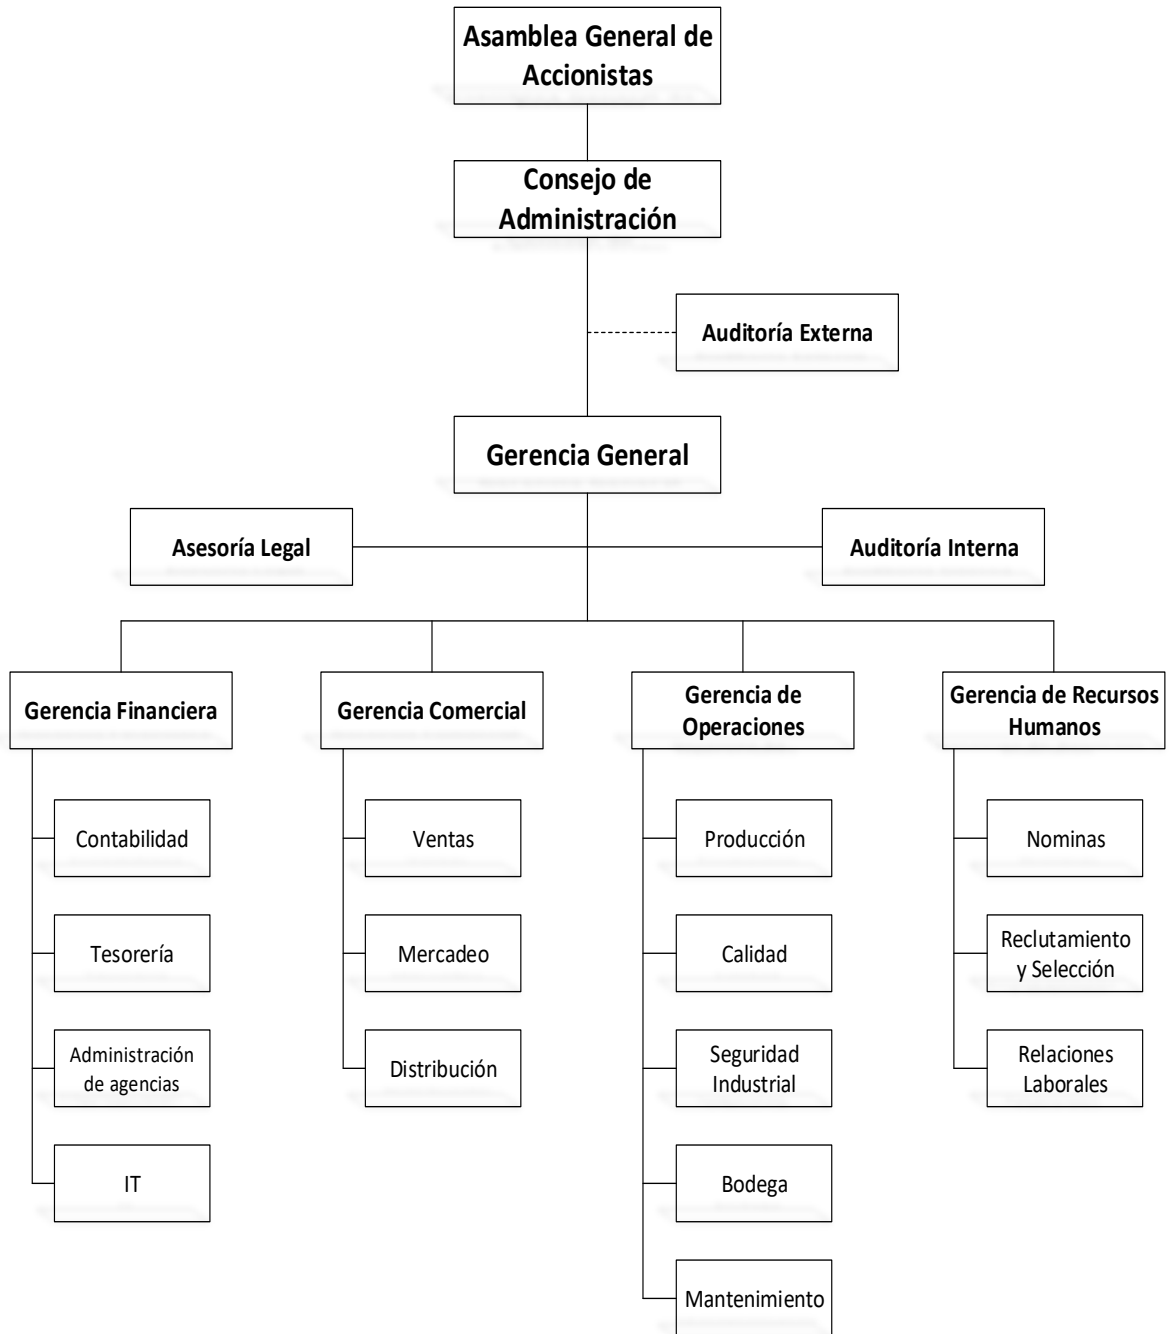 Asamblea General de
Accionistas
Consejo de
Administración
Auditoría Externa
Gerencia General
Asesoría Legal
Auditoría Interna
Gerencia Financiera
Gerencia Comercial
Gerencia de
Operaciones
Gerencia de Recursos
Humanos
Contabilidad
Tesorería
Administración
de agencias
IT
Ventas
Mercadeo
Distribución
Producción
Calidad
Seguridad
Industrial
Bodega
Mantenimiento
Nominas
Reclutamiento
y Selección
Relaciones
Laborales